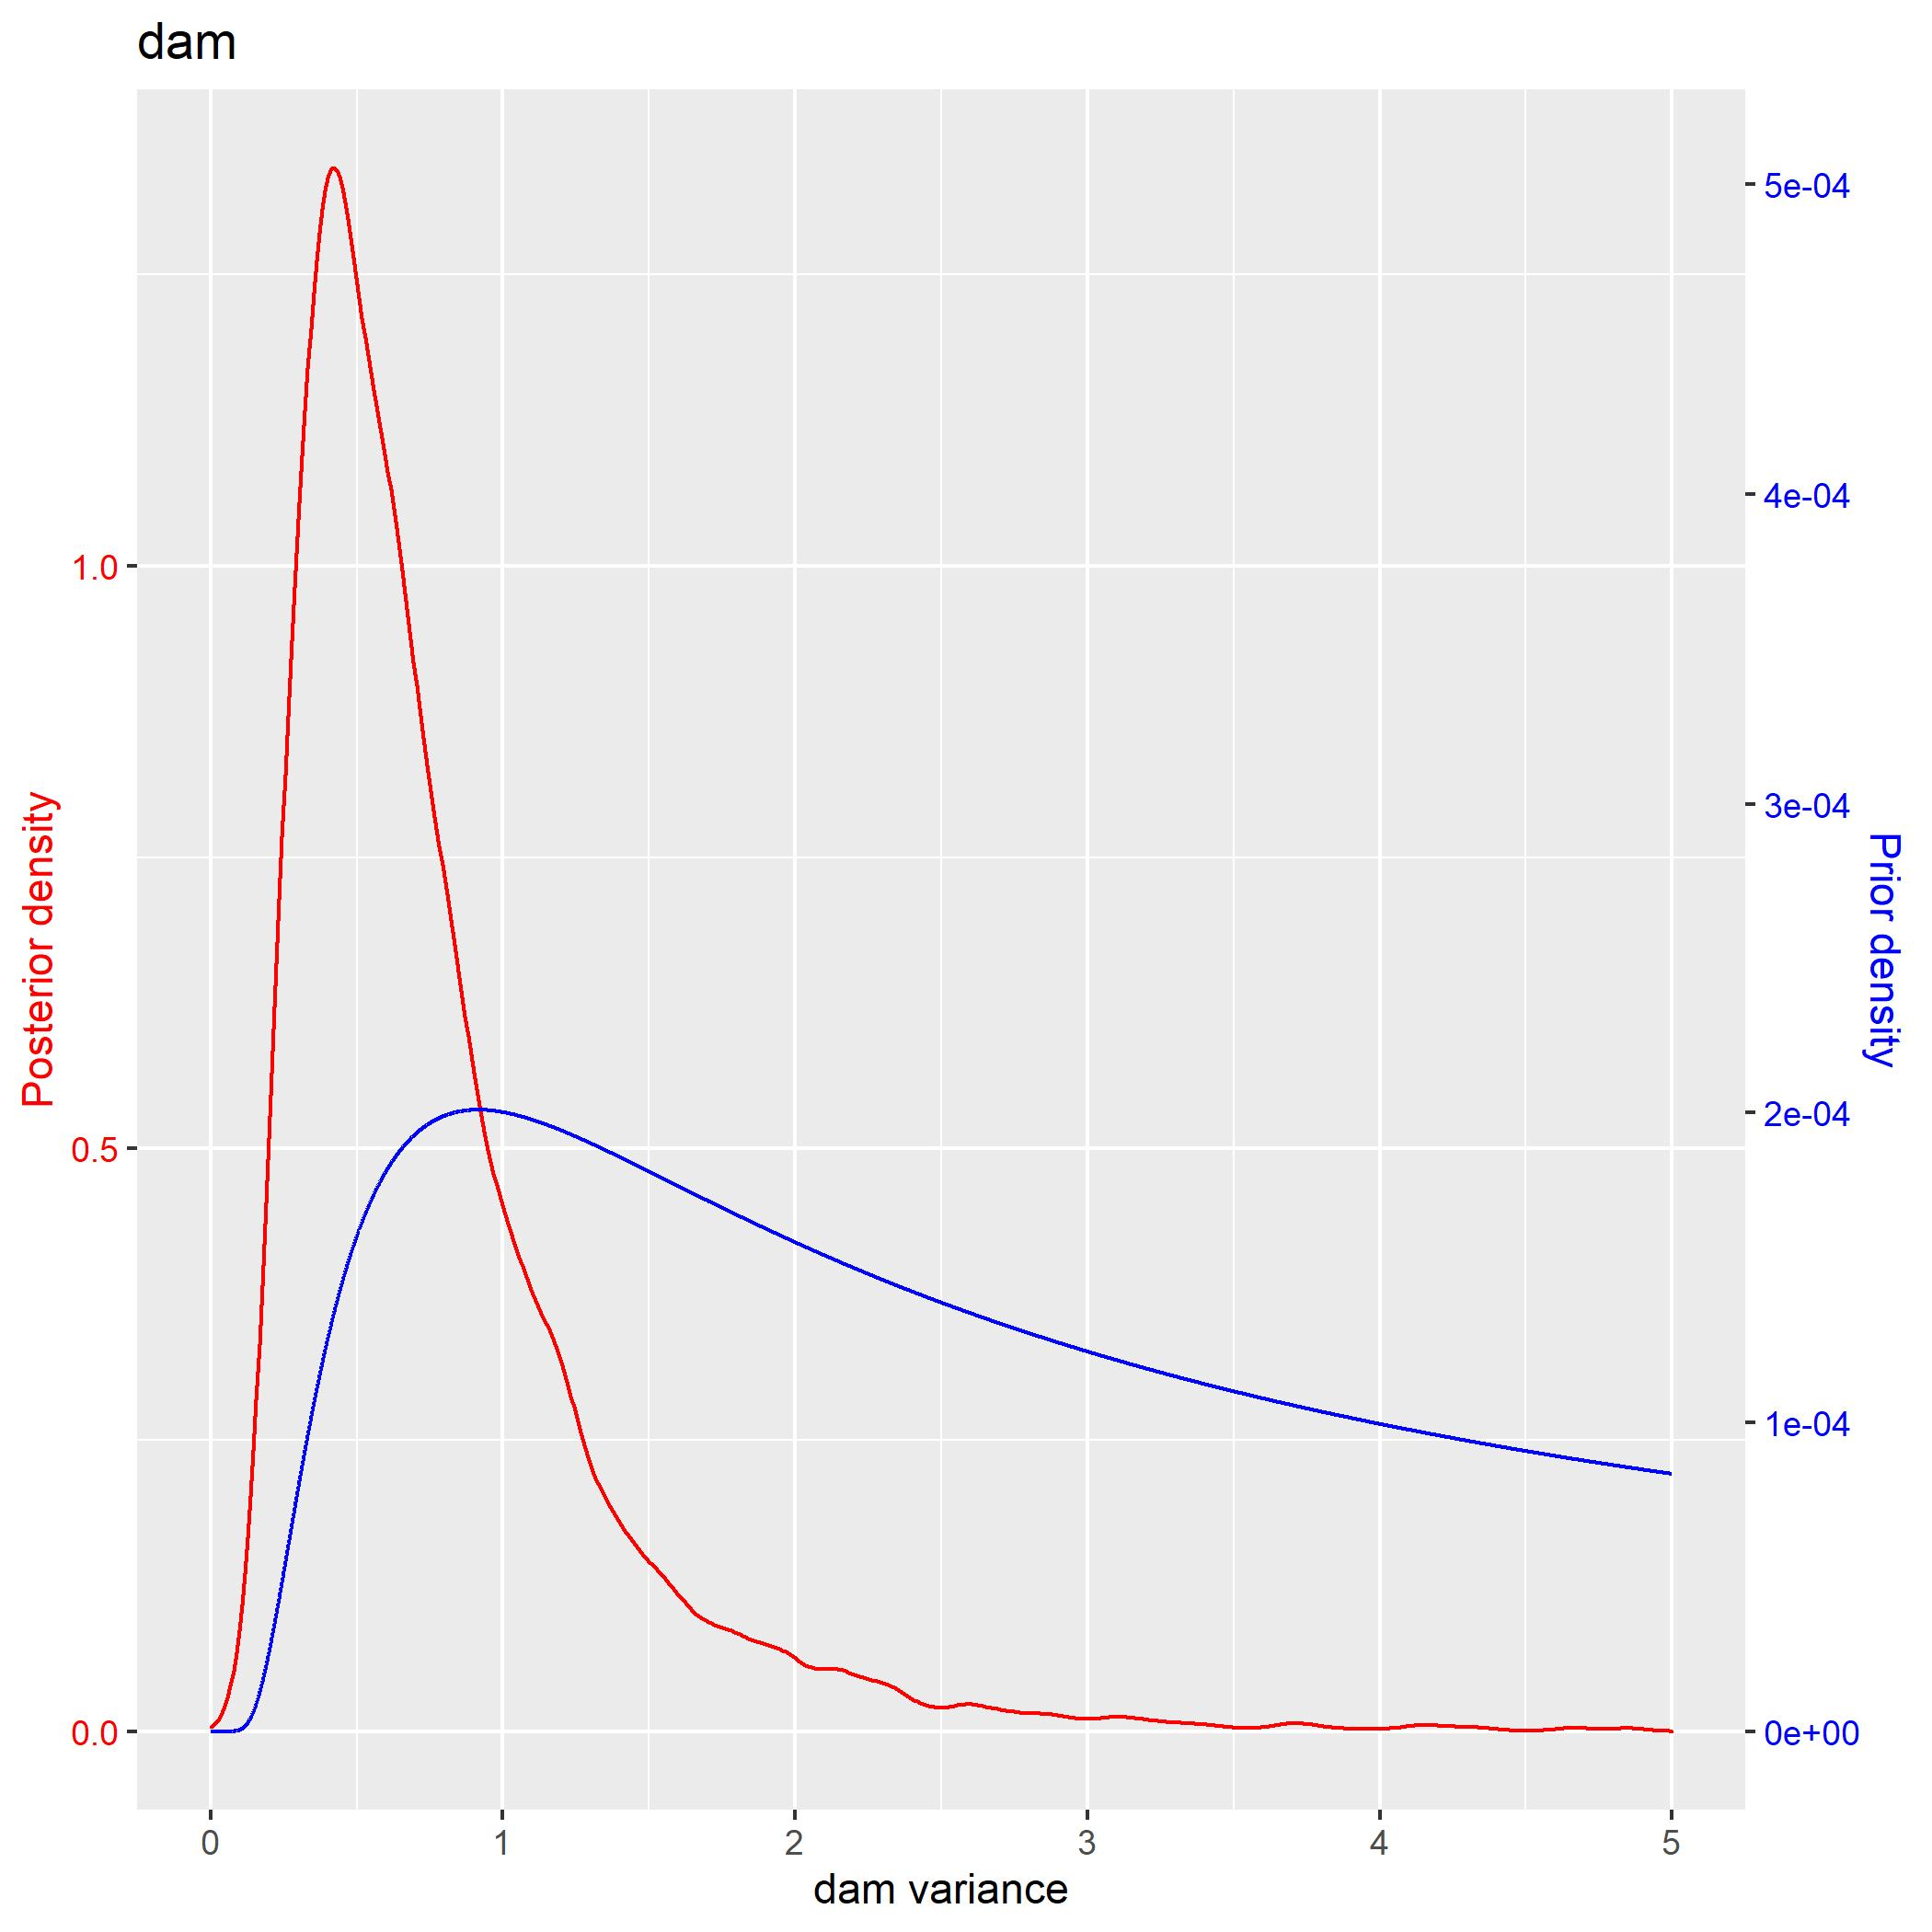 dam
Posterior density
1.0
0.5
0.0
5e-04
4e-04
3e-04
2e-04
1e-04
0e+00
Prior density
0 1 2 3 4 5
dam variance